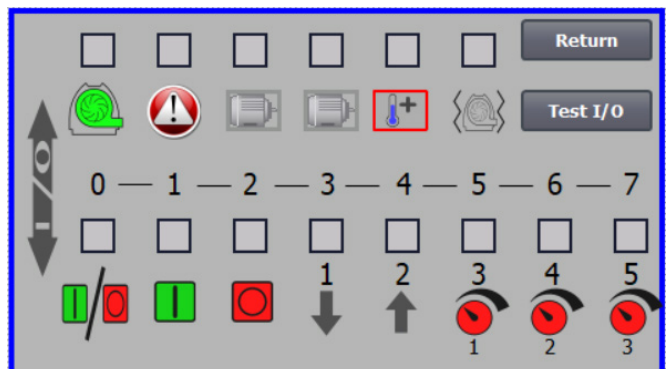 Return
Test I/O
I/O
0 — 1 — 2 — 3 — 4 — 5 — 6 — 7
1 2 3 4 5
1 2 3